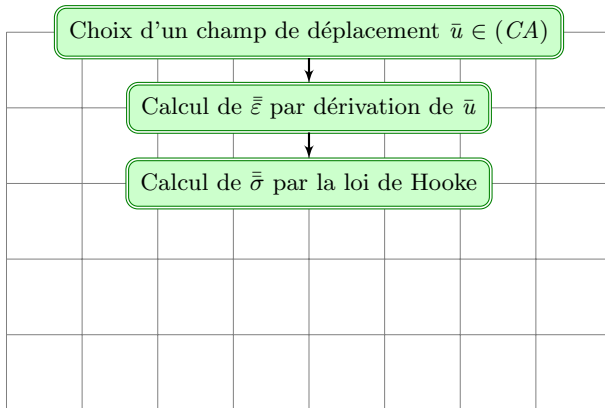 Choix d'un champ de déplacement ū ∈ (CA)
Calcul de ε̿ par dérivation de ū
Calcul de σ̿ par la loi de Hooke